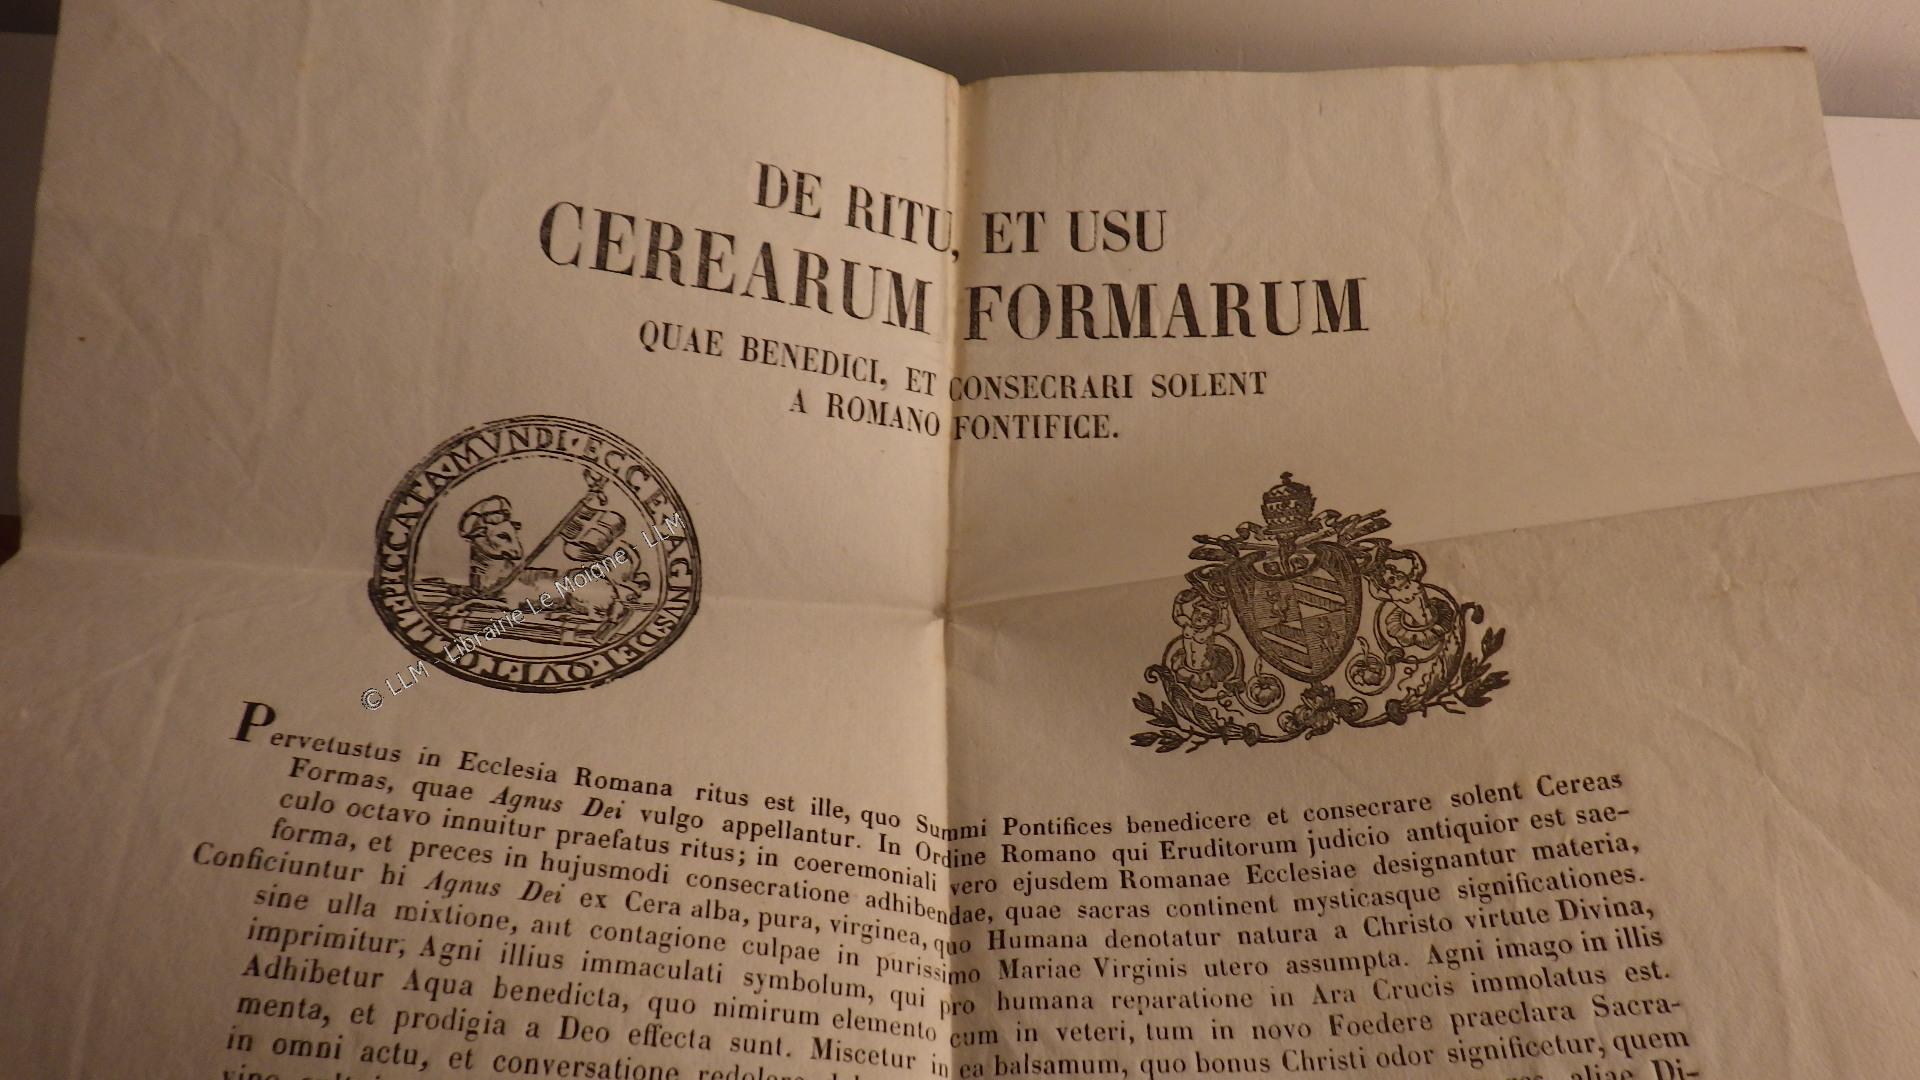 DE RITU, ET USU
CEREARUM FORMARUM
QUAE BENEDICI, ET CONSECRARI SOLENT
A ROMANO PONTIFICE.
ECCE·AGNVS·DEI·QVI·T·PECCATA·MVNDI·
© LLM - Librairie Le Moigne - LLM
Pervetustus in Ecclesia Romana ritus est ille, quo Summi Pontifices benedicere et consecrare solent Cereas
Formas, quae Agnus Dei vulgo appellantur. In Ordine Romano qui Eruditorum judicio antiquior est sae-
culo octavo innuitur praefatus ritus; in coeremoniali vero ejusdem Romanae Ecclesiae designantur materia,
forma, et preces in hujusmodi consecratione adhibendae, quae sacras continent mysticasque significationes.
Conficiuntur hi Agnus Dei ex Cera alba, pura, virginea, quo Humana denotatur natura a Christo virtute Divina,
sine ulla mixtione, aut contagione culpae in purissimo Mariae Virginis utero assumpta. Agni imago in illis
imprimitur, Agni illius immaculati symbolum, qui pro humana reparatione in Ara Crucis immolatus est.
Adhibetur Aqua benedicta, quo nimirum elemento cum in veteri, tum in novo Foedere praeclara Sacra-
menta, et prodigia a Deo effecta sunt. Miscetur in ea balsamum, quo bonus Christi odor significetur, quem
in omni actu, et conversatione aliae Di-